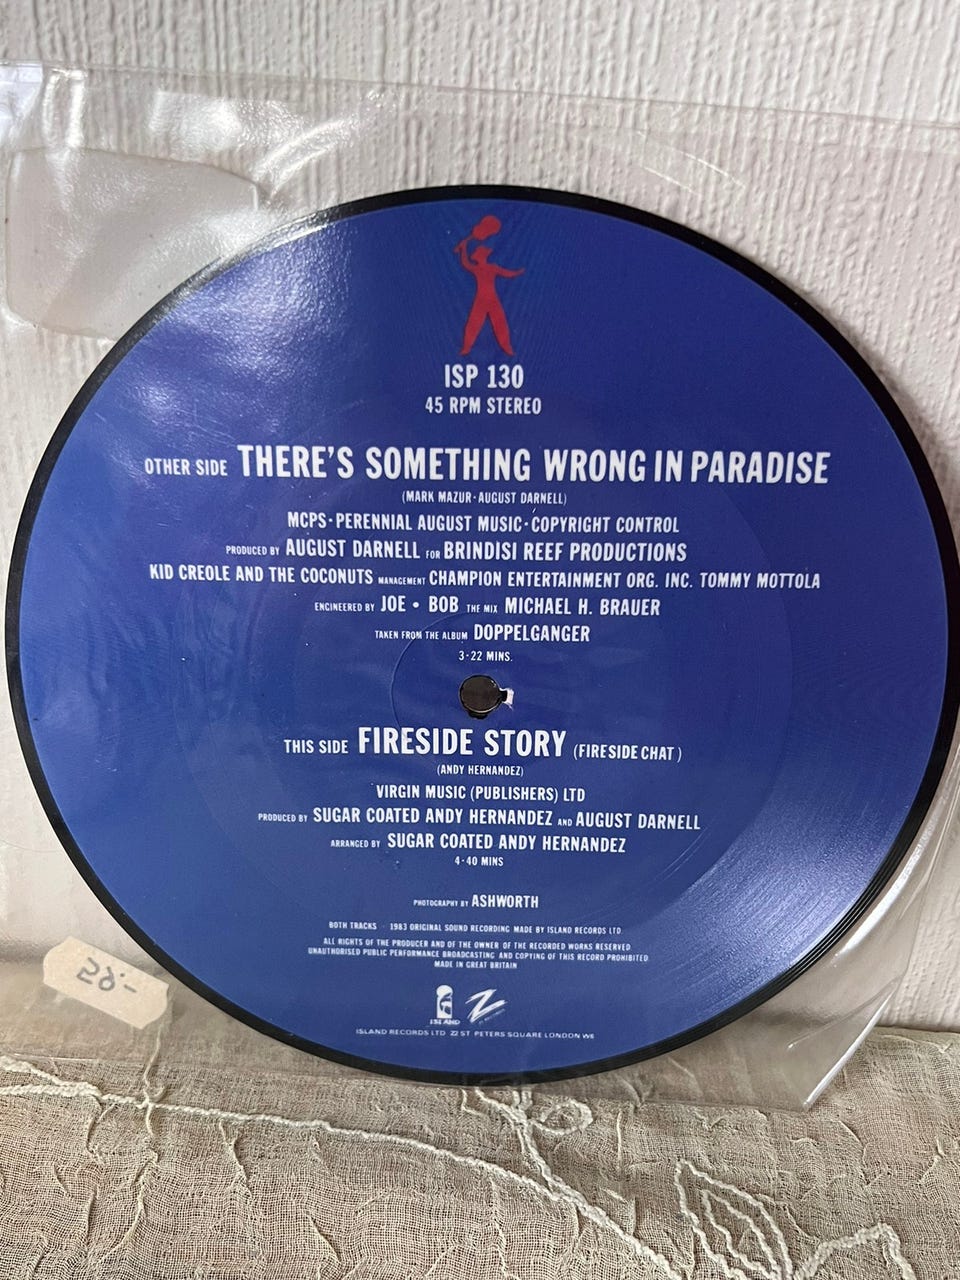 ISP 130
45 RPM STEREO
OTHER SIDE THERE'S SOMETHING WRONG IN PARADISE
(MARK MAZUR·AUGUST DARNELL)
MCPS·PERENNIAL AUGUST MUSIC·COPYRIGHT CONTROL
PRODUCED BY AUGUST DARNELL FOR BRINDISI REEF PRODUCTIONS
KID CREOLE AND THE COCONUTS MANAGEMENT CHAMPION ENTERTAINMENT ORG. INC. TOMMY MOTTOLA
ENGINEERED BY JOE • BOB THE MIX MICHAEL H. BRAUER
TAKEN FROM THE ALBUM DOPPELGANGER
3·22 MINS.
THIS SIDE FIRESIDE STORY (FIRESIDE CHAT)
(ANDY HERNANDEZ)
VIRGIN MUSIC (PUBLISHERS) LTD
PRODUCED BY SUGAR COATED ANDY HERNANDEZ AND AUGUST DARNELL
ARRANGED BY SUGAR COATED ANDY HERNANDEZ
4·40 MINS
PHOTOGRAPHY BY ASHWORTH
BOTH TRACKS · 1983 ORIGINAL SOUND RECORDING MADE BY ISLAND RECORDS LTD.
ALL RIGHTS OF THE PRODUCER AND OF THE OWNER OF THE RECORDED WORKS RESERVED
UNAUTHORISED PUBLIC PERFORMANCE BROADCASTING AND COPYING OF THIS RECORD PROHIBITED
MADE IN GREAT BRITAIN
ISLAND
ISLAND RECORDS LTD 22 ST PETERS SQUARE LONDON W6